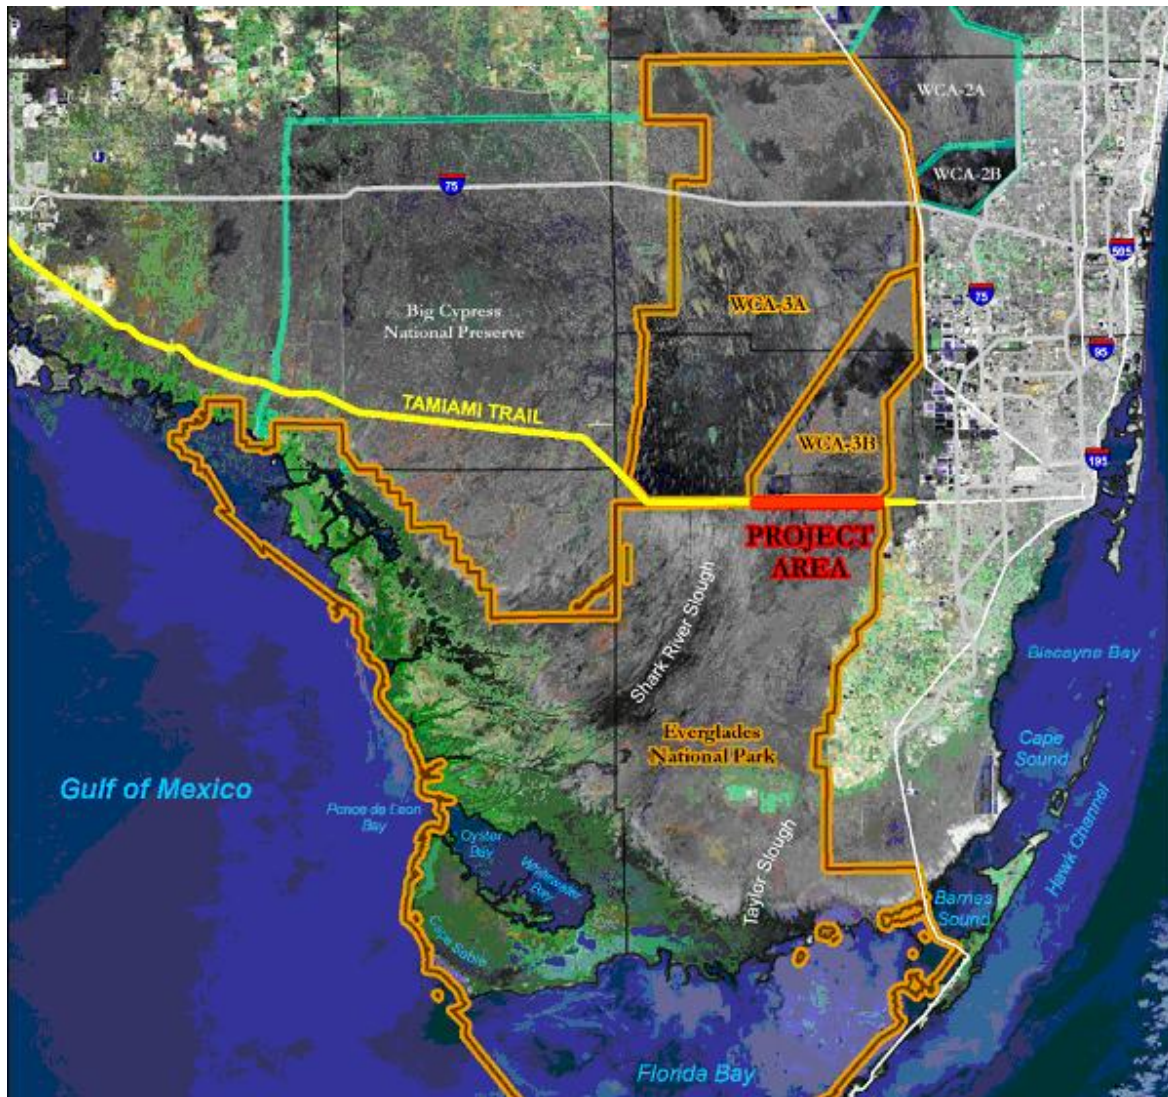 WCA-2A
WCA-2B
75
595
75
WCA-3A
Big Cypress
National Preserve
95
TAMIAMI TRAIL
WCA-3B
195
PROJECT
AREA
Shark River Slough
Biscayne Bay
Everglades
National Park
Cape
Sound
Gulf of Mexico
Ponce de Leon
Bay
Oyster
Bay
Whitewater
Bay
Taylor Slough
Hawk Channel
Barnes
Sound
Cape Sable
Florida Bay